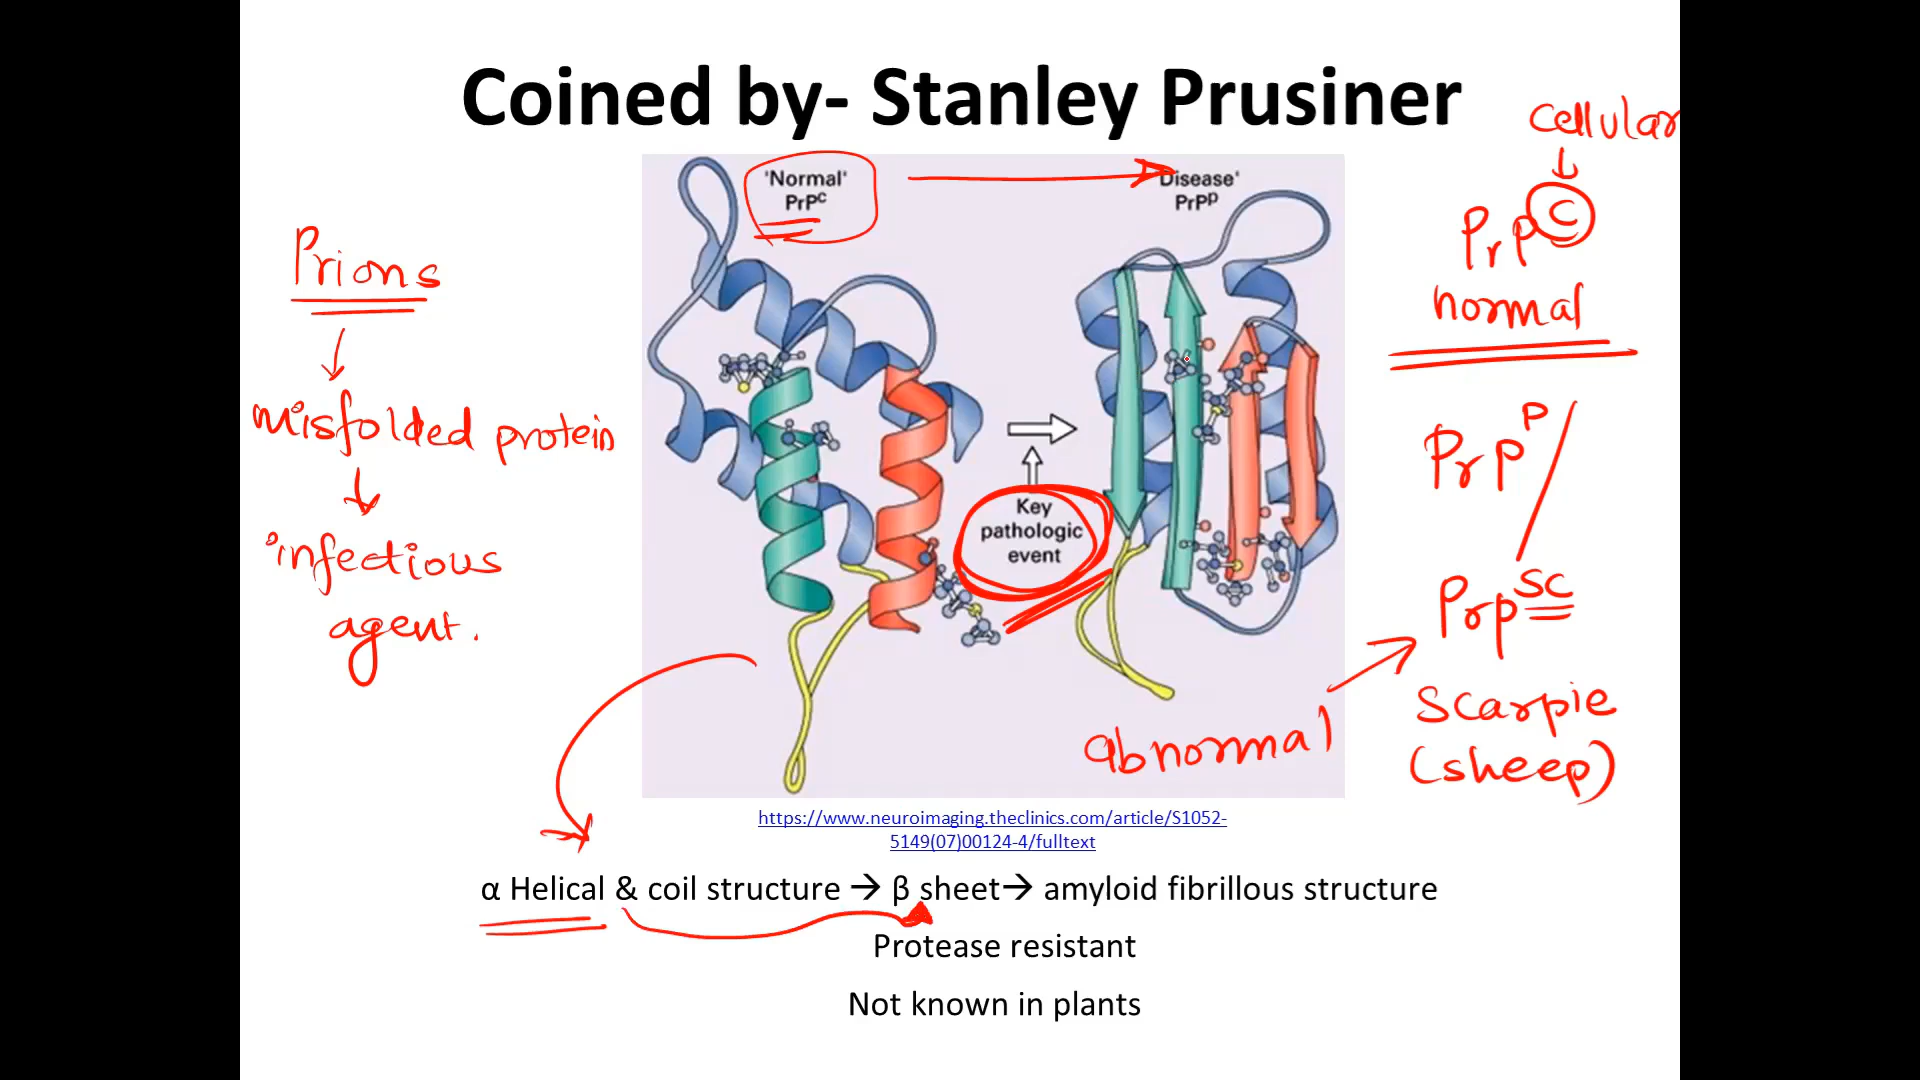 Coined by- Stanley Prusiner
cellular
↓
'Normal'
PrPᶜ
Disease'
PrPᵖ
Prpᶜ
normal
Prions
↓
misfolded protein
↓
infectious
agent.
Key
pathologic
event
Prpᴾ/
Prpˢᶜ
scarpie
(sheep)
abnormal
https://www.neuroimaging.theclinics.com/article/S1052-
5149(07)00124-4/fulltext
α Helical & coil structure → β sheet→ amyloid fibrillous structure
Protease resistant
Not known in plants